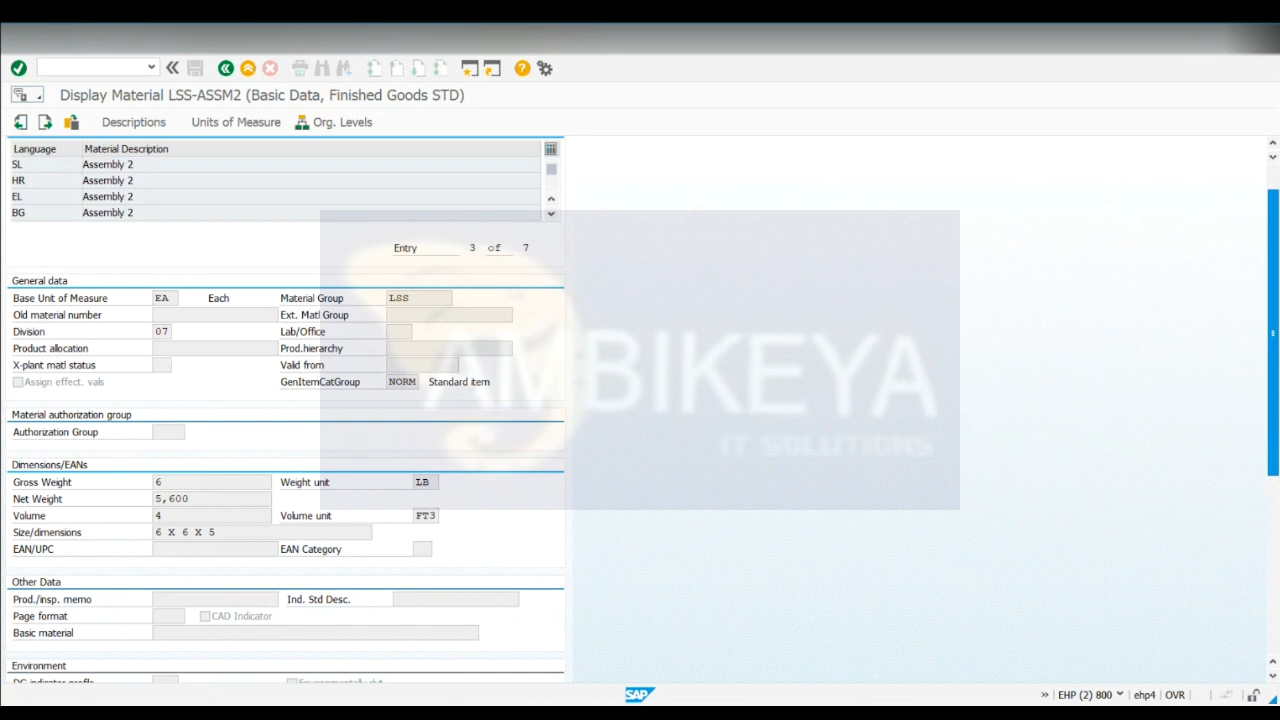 Display Material LSS-ASSM2 (Basic Data, Finished Goods STD)
Descriptions Units of Measure Org. Levels
Language Material Description
SL Assembly 2
HR Assembly 2
EL Assembly 2
BG Assembly 2
Entry 3 of 7
General data
Base Unit of Measure EA Each Material Group LSS
Old material number Ext. Matl Group
Division 07 Lab/Office
Product allocation Prod.hierarchy
X-plant matl status Valid from
Assign effect. vals GenItemCatGroup NORM Standard item
Material authorization group
Authorization Group
Dimensions/EANs
Gross Weight 6 Weight unit LB
Net Weight 5,600
Volume 4 Volume unit FT3
Size/dimensions 6 X 6 X 5
EAN/UPC EAN Category
Other Data
Prod./insp. memo Ind. Std Desc.
Page format CAD Indicator
Basic material
Environment
DG indicator profile Environmentally rlvt
AMBIKEYA
IT SOLUTIONS
SAP EHP (2) 800 ehp4 OVR